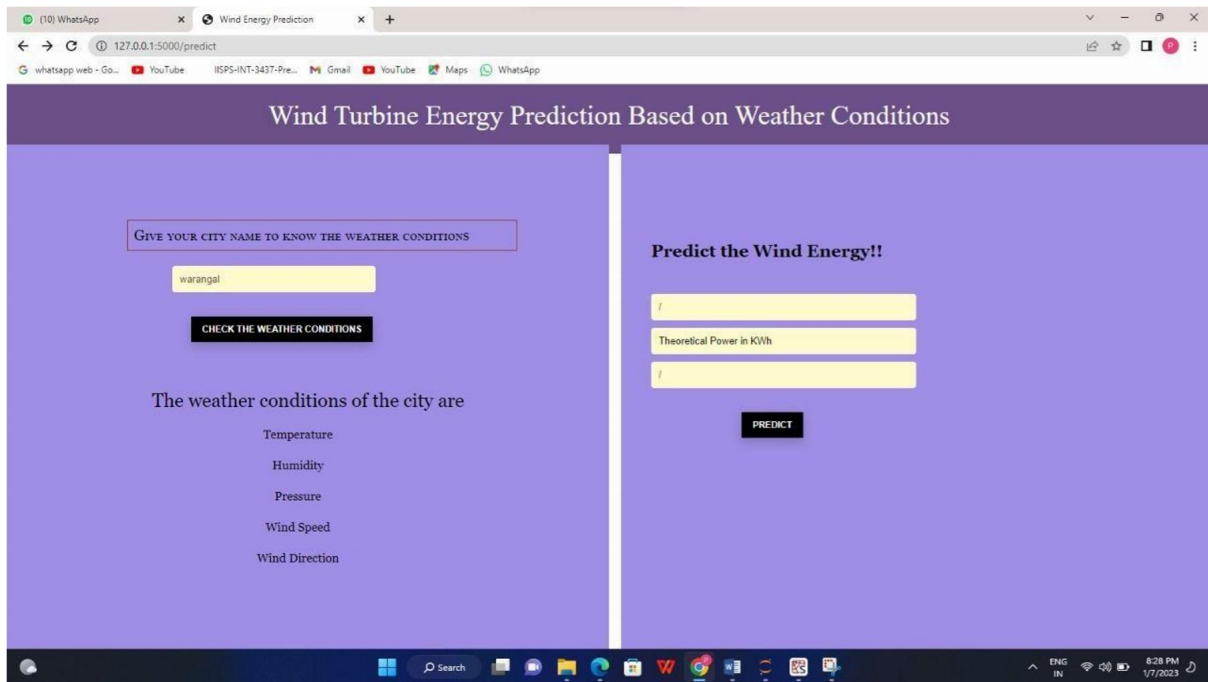 (10) WhatsApp
Wind Energy Prediction
127.0.0.1:5000/predict
P
whatsapp web - Go...
YouTube
IISPS-INT-3437-Pre...
Gmail
YouTube
Maps
WhatsApp
Wind Turbine Energy Prediction Based on Weather Conditions
Give your city name to know the weather conditions
warangal
CHECK THE WEATHER CONDITIONS
The weather conditions of the city are
Temperature
Humidity
Pressure
Wind Speed
Wind Direction
Predict the Wind Energy!!
/
Theoretical Power in KWh
/
PREDICT
Search
ENG
IN
8:28 PM
1/7/2023